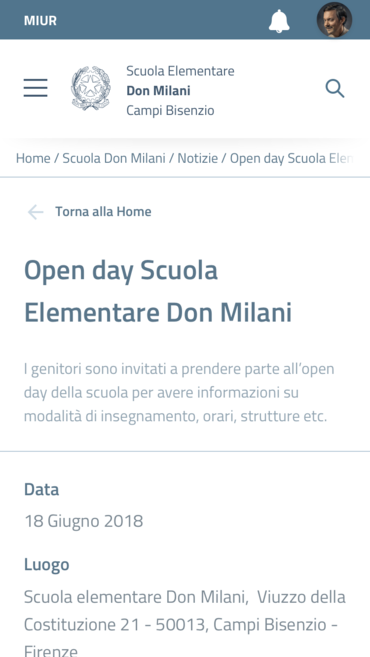 MIUR
Scuola Elementare
Don Milani
Campi Bisenzio
Home / Scuola Don Milani / Notizie / Open day Scuola Elen
Torna alla Home
Open day Scuola
Elementare Don Milani
I genitori sono invitati a prendere parte all’open
day della scuola per avere informazioni su
modalità di insegnamento, orari, strutture etc.
Data
18 Giugno 2018
Luogo
Scuola elementare Don Milani, Viuzzo della
Costituzione 21 - 50013, Campi Bisenzio -
Firenze